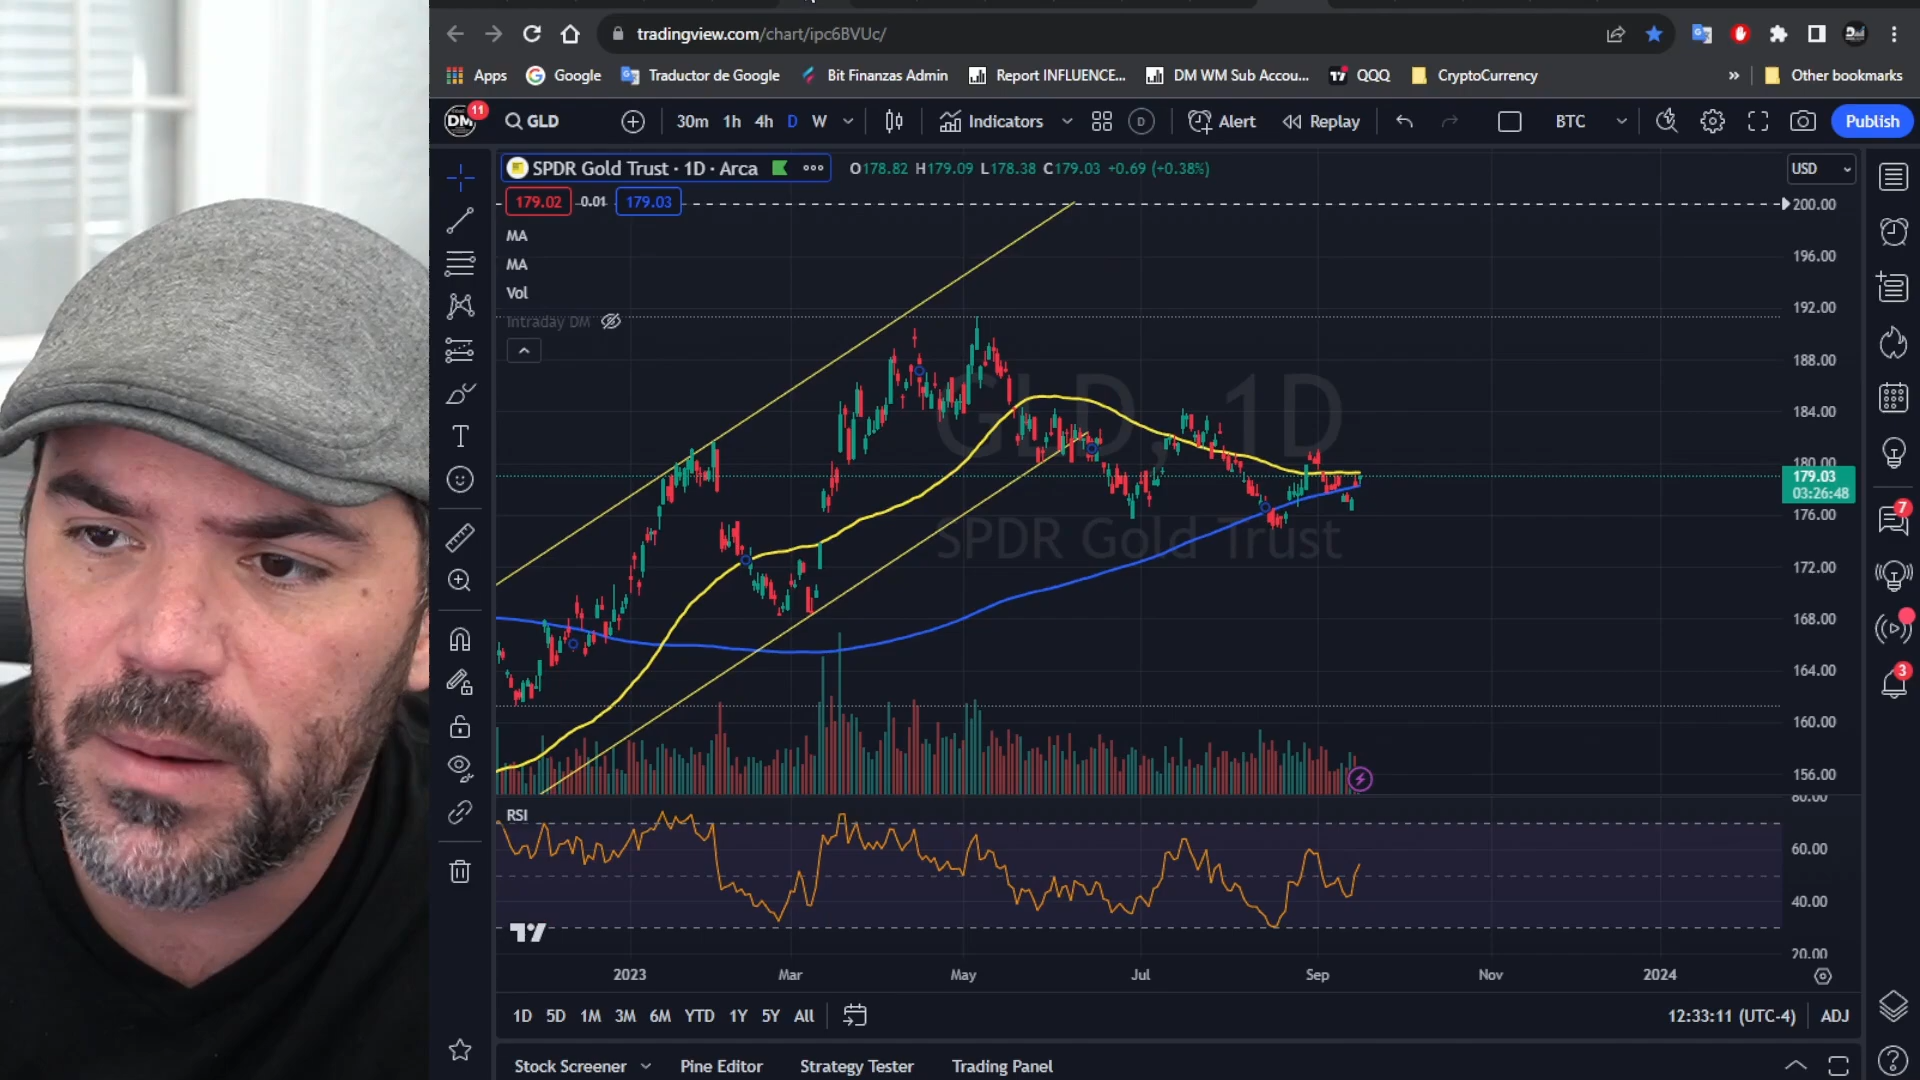 tradingview.com/chart/ipc6BVUc/
Apps Google Traductor de Google Bit Finanzas Admin Report INFLUENCE... DM WM Sub Accou... QQQ CryptoCurrency » Other bookmarks
DM 11 GLD 30m 1h 4h D W Indicators D Alert Replay BTC Publish
SPDR Gold Trust · 1D · Arca O178.82 H179.09 L178.38 C179.03 +0.69 (+0.38%) USD
179.02 0.01 179.03
200.00
MA
196.00
MA
Vol
192.00
Intraday DM
188.00
GLD, 1D
184.00
180.00
179.03
03:26:48
176.00
SPDR Gold Trust
172.00
168.00
164.00
160.00
156.00
80.00
RSI
60.00
40.00
20.00
2023 Mar May Jul Sep Nov 2024
1D 5D 1M 3M 6M YTD 1Y 5Y All 12:33:11 (UTC-4) ADJ
Stock Screener Pine Editor Strategy Tester Trading Panel
7
3